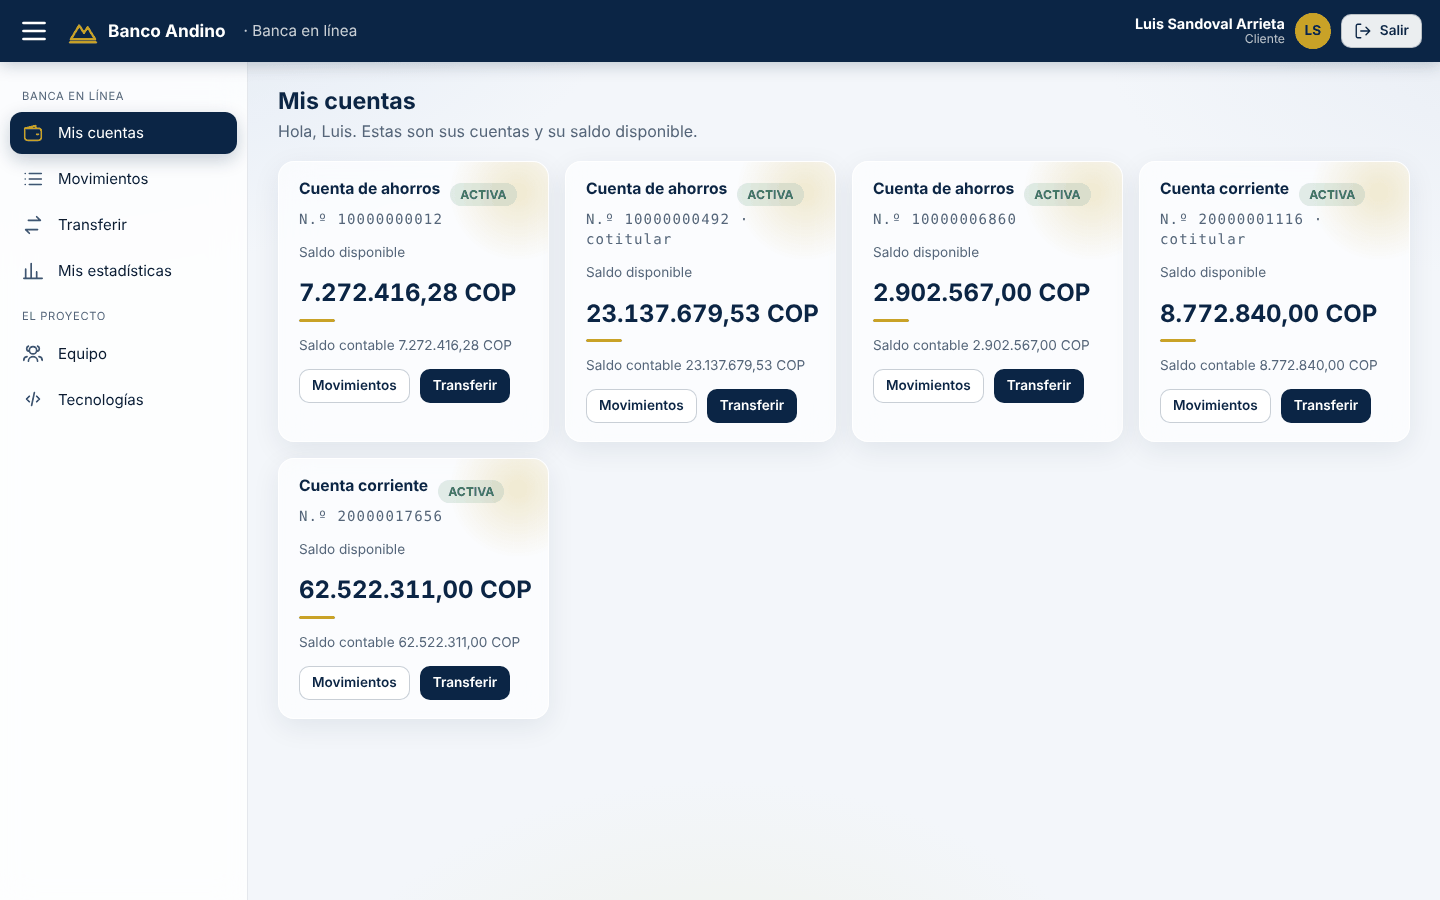 Banco Andino · Banca en línea
Luis Sandoval Arrieta
Cliente
LS
Salir
BANCA EN LÍNEA
Mis cuentas
Movimientos
Transferir
Mis estadísticas
EL PROYECTO
Equipo
Tecnologías
Mis cuentas
Hola, Luis. Estas son sus cuentas y su saldo disponible.
Cuenta de ahorros ACTIVA
N.º 10000000012
Saldo disponible
7.272.416,28 COP
Saldo contable 7.272.416,28 COP
Movimientos Transferir
Cuenta de ahorros ACTIVA
N.º 10000000492 ·
cotitular
Saldo disponible
23.137.679,53 COP
Saldo contable 23.137.679,53 COP
Movimientos Transferir
Cuenta de ahorros ACTIVA
N.º 10000006860
Saldo disponible
2.902.567,00 COP
Saldo contable 2.902.567,00 COP
Movimientos Transferir
Cuenta corriente ACTIVA
N.º 20000001116 ·
cotitular
Saldo disponible
8.772.840,00 COP
Saldo contable 8.772.840,00 COP
Movimientos Transferir
Cuenta corriente ACTIVA
N.º 20000017656
Saldo disponible
62.522.311,00 COP
Saldo contable 62.522.311,00 COP
Movimientos Transferir